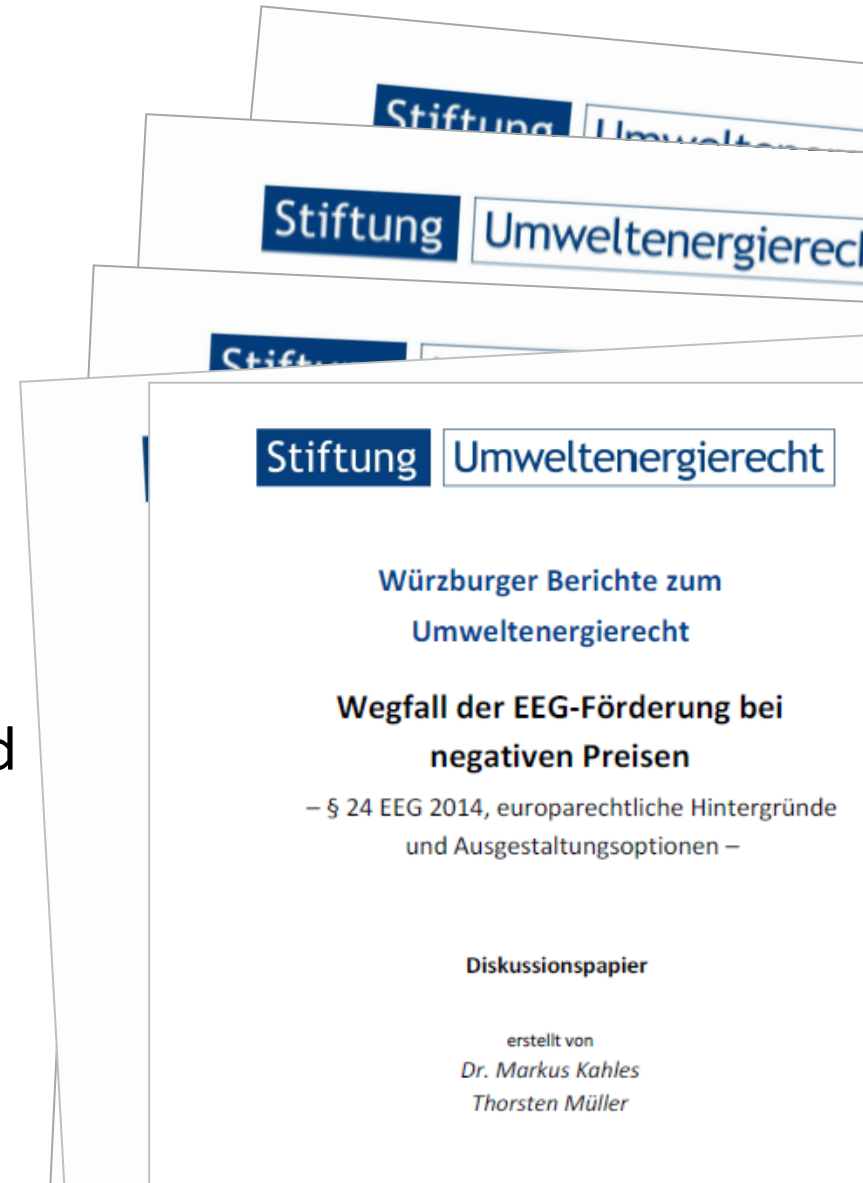 Stiftung
Stiftung
Stiftung Umweltenergierecht
Würzburger Berichte zum
Umweltenergierecht
Wegfall der EEG-Förderung bei
negativen Preisen
– § 24 EEG 2014, europarechtliche Hintergründe
und Ausgestaltungsoptionen –
Diskussionspapier
erstellt von
Dr. Markus Kahles
Thorsten Müller